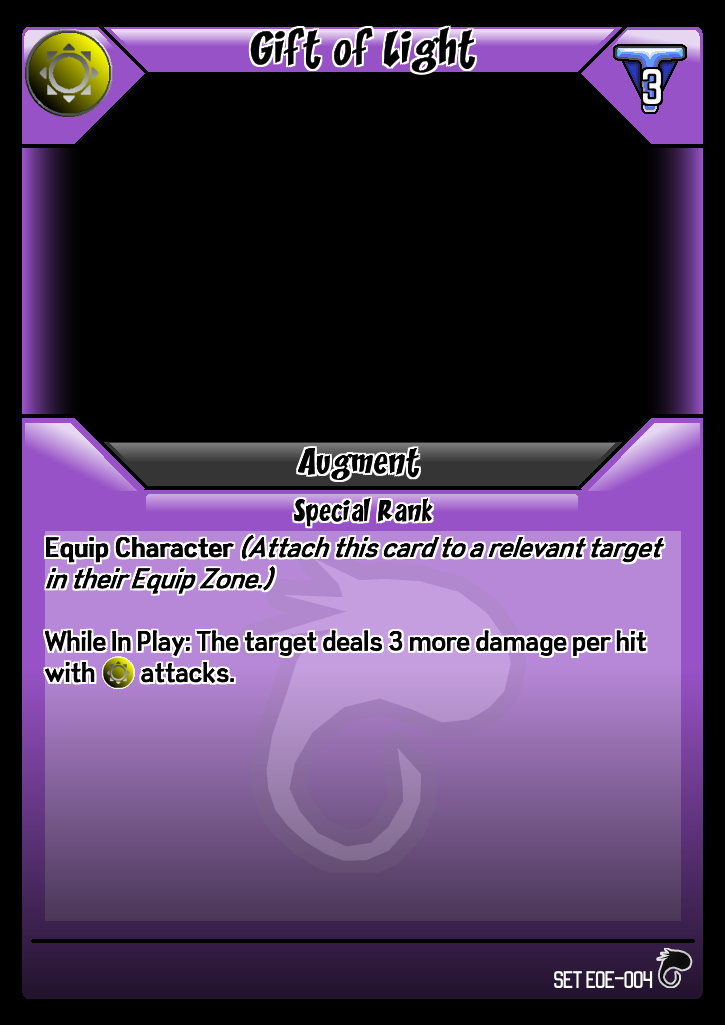 Gift of Light
3
Augment
Special Rank
Equip Character (Attach this card to a relevant target
in their Equip Zone.)
While In Play: The target deals 3 more damage per hit
with attacks.
SET EOE-004